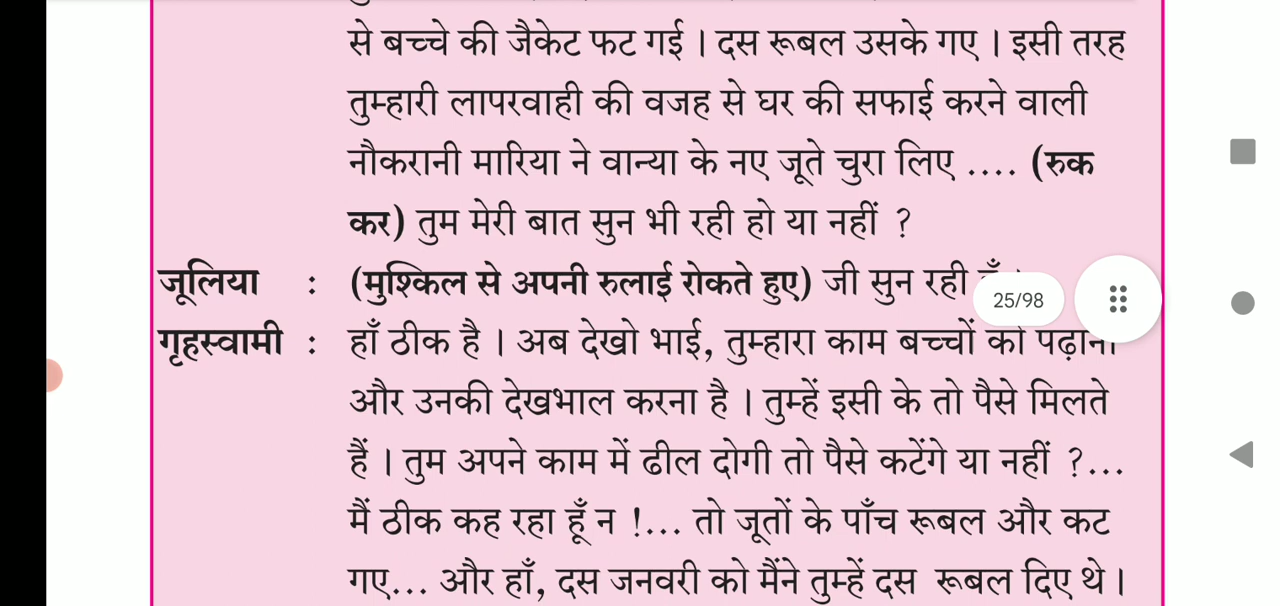 से बच्चे की जैकेट फट गई । दस रूबल उसके गए । इसी तरह
तुम्हारी लापरवाही की वजह से घर की सफाई करने वाली
नौकरानी मारिया ने वान्या के नए जूते चुरा लिए .... (रुक
कर) तुम मेरी बात सुन भी रही हो या नहीं ?
जूलिया : (मुश्किल से अपनी रुलाई रोकते हुए) जी सुन रही हूँ ।
25/98
गृहस्वामी : हाँ ठीक है । अब देखो भाई, तुम्हारा काम बच्चों को पढ़ाना
और उनकी देखभाल करना है । तुम्हें इसी के तो पैसे मिलते
हैं । तुम अपने काम में ढील दोगी तो पैसे कटेंगे या नहीं ?...
मैं ठीक कह रहा हूँ न !... तो जूतों के पाँच रूबल और कट
गए... और हाँ, दस जनवरी को मैंने तुम्हें दस रूबल दिए थे ।